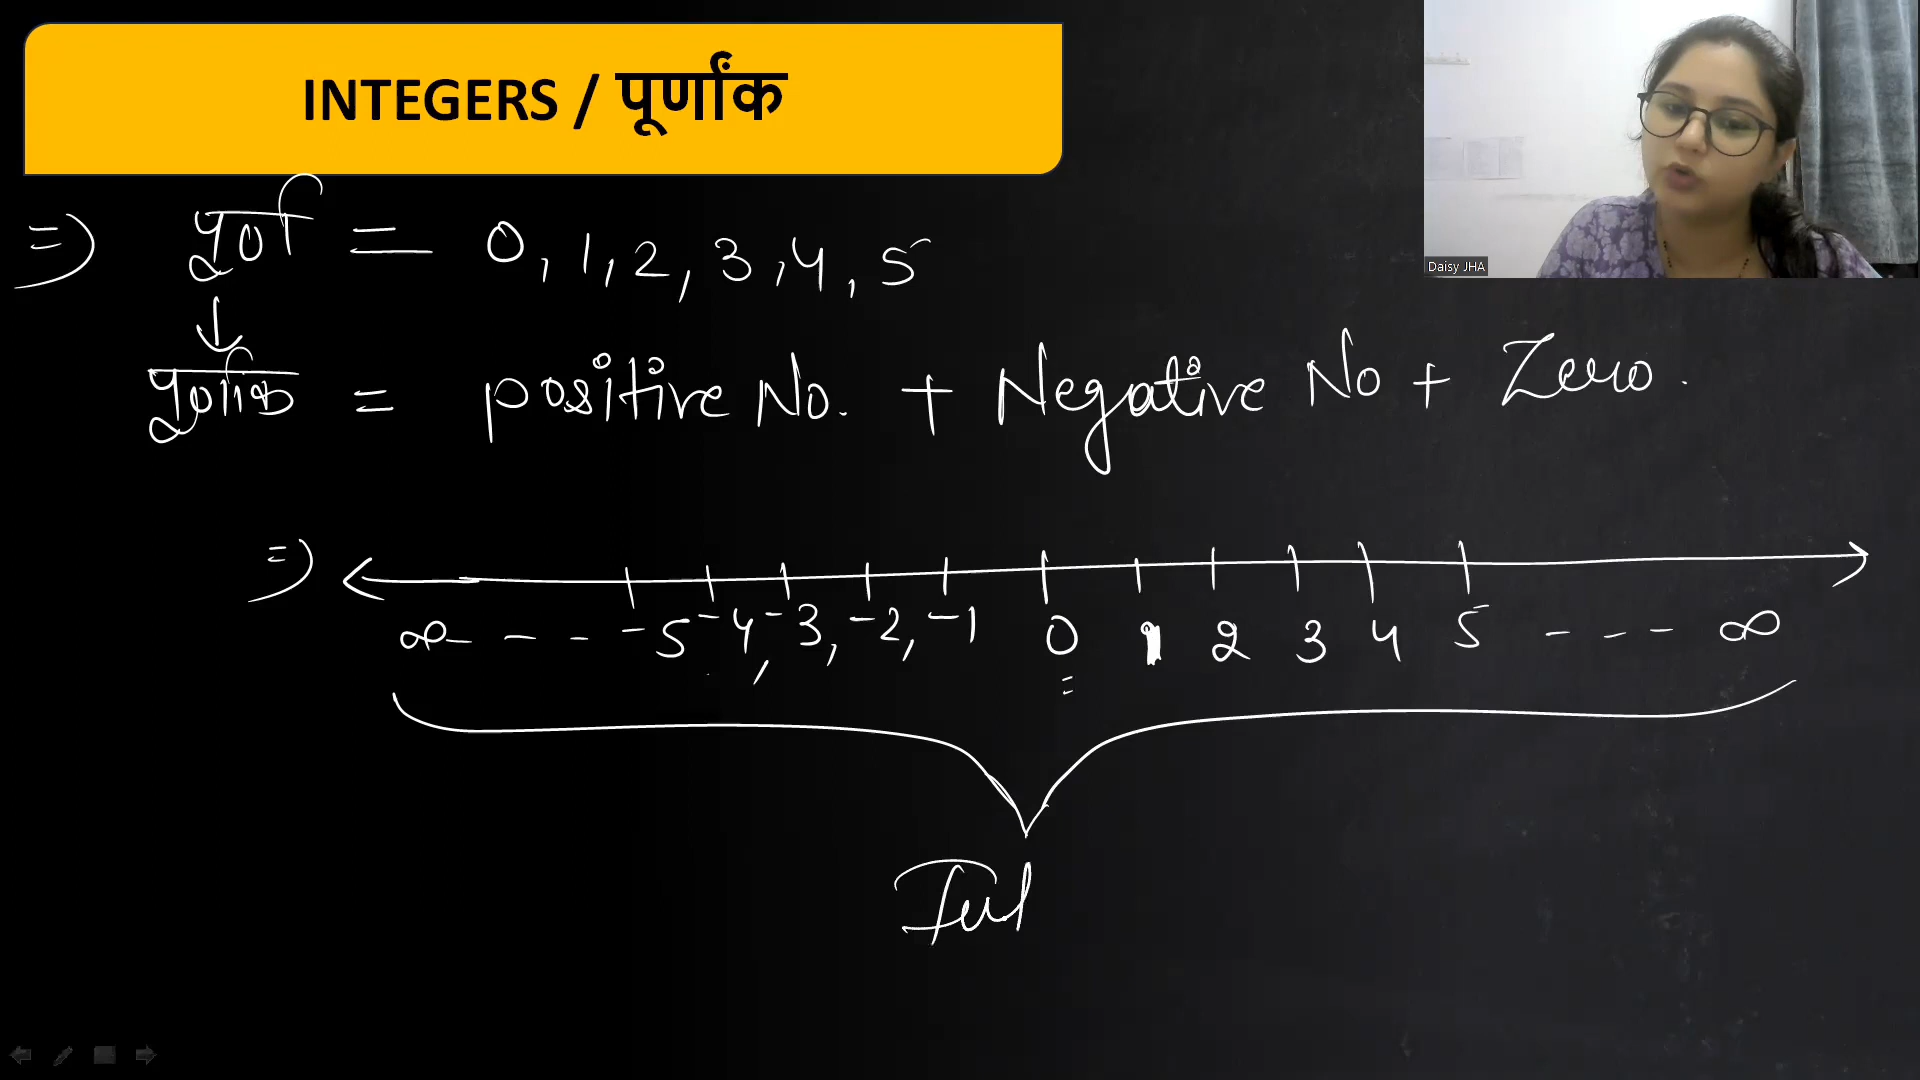 INTEGERS / पूर्णांक
Daisy JHA
=) पूर्ण = 0, 1, 2, 3, 4, 5
↓
पूर्णांक = positive No. + Negative No + Zero.
=)
∞ - - - -5 -4, -3, -2, -1 0 1 2 3 4 5 - - - ∞
=